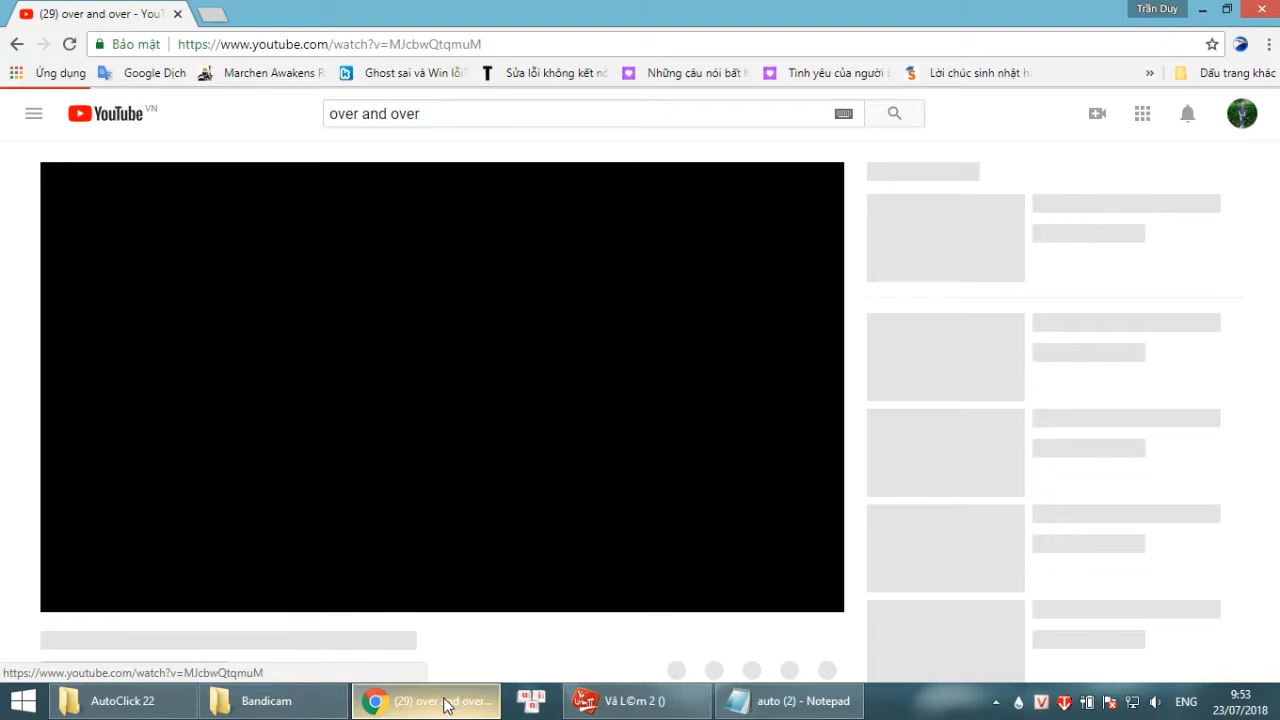 (29) over and over - YouT
Trần Duy
Bảo mật
https://www.youtube.com/watch?v=MJcbwQtqmuM
Ứng dụng
Google Dịch
Marchen Awakens R
Ghost sai và Win lỗi
Sửa lỗi không kết nố
Những câu nói bất h
Tình yêu của người
Lời chúc sinh nhật h
»
Dấu trang khác
YouTube VN
over and over
https://www.youtube.com/watch?v=MJcbwQtqmuM
AutoClick 22
Bandicam
(29) over and over...
u i n
Vâ L©m 2 ()
auto (2) - Notepad
V
ENG
9:53
23/07/2018